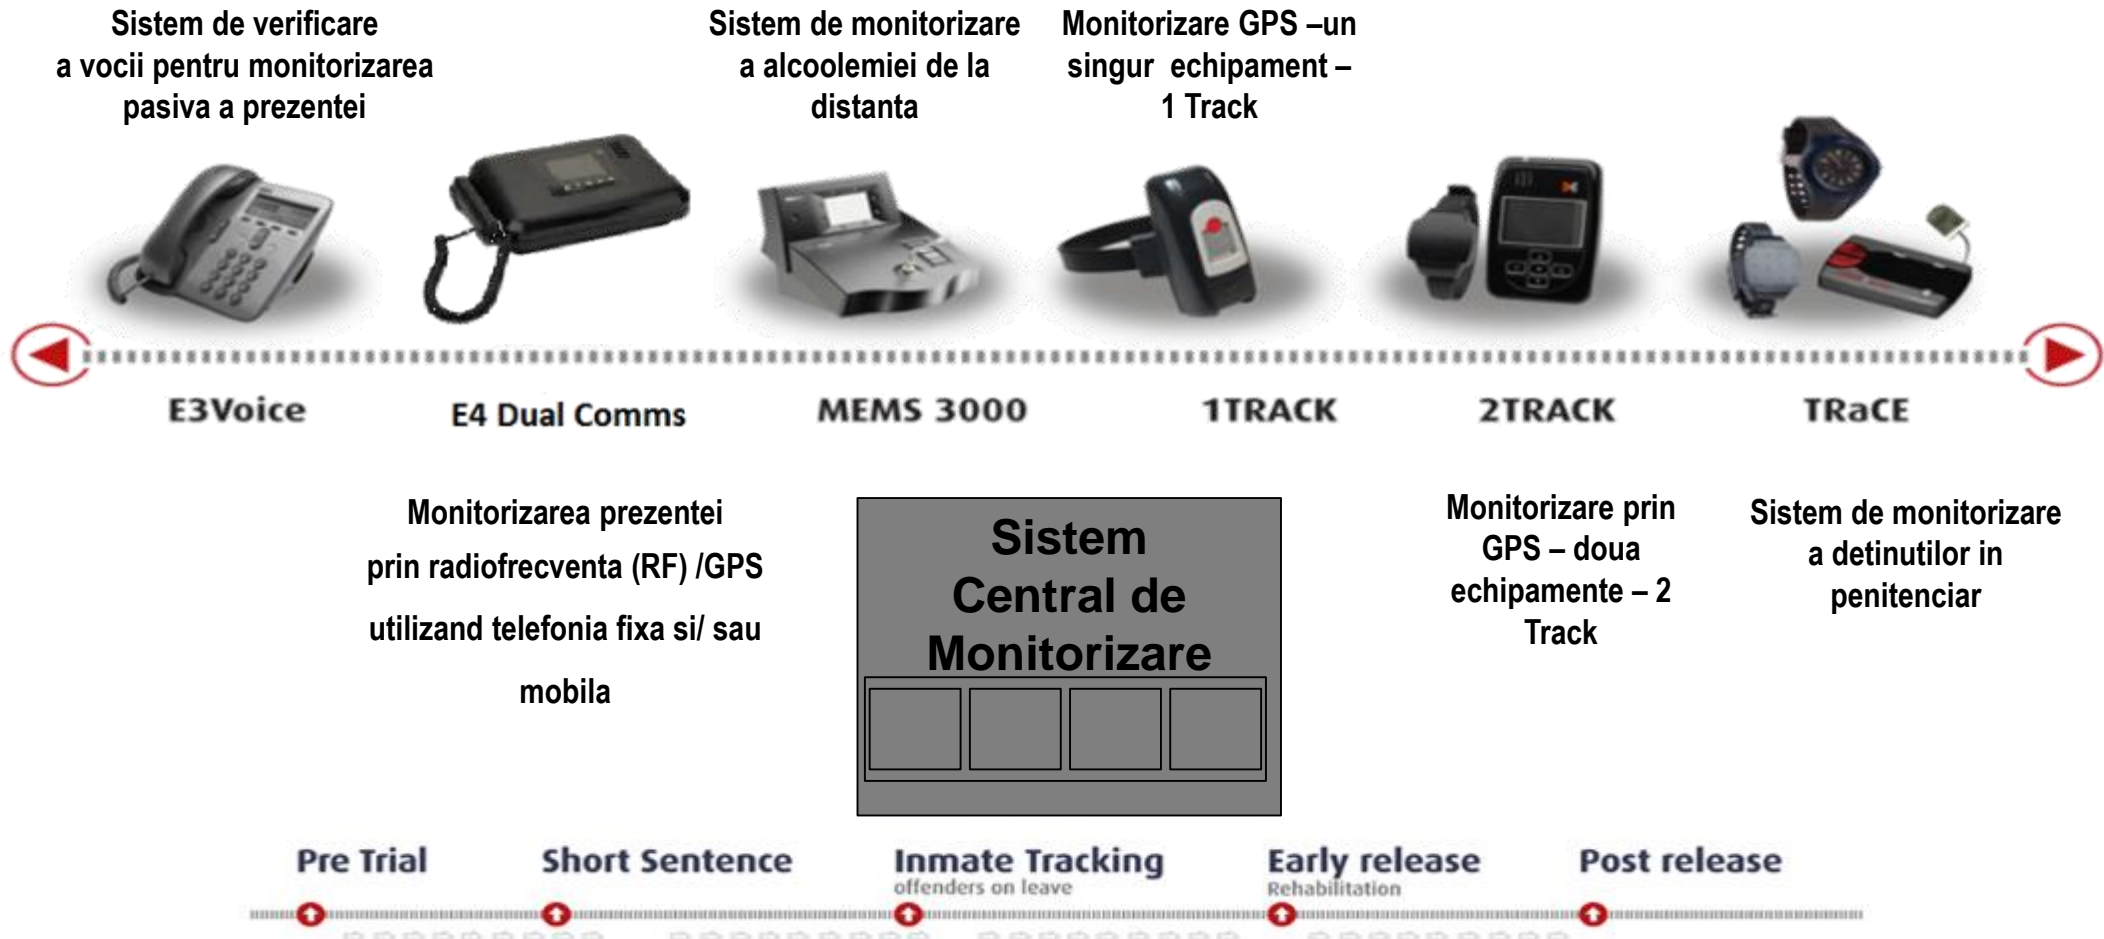 Sistem de verificare
a vocii pentru monitorizarea
pasiva a prezentei
Sistem de monitorizare
a alcoolemiei de la
distanta
Monitorizare GPS –un
singur echipament –
1 Track
E3Voice
E4 Dual Comms
MEMS 3000
1TRACK
2TRACK
TRaCE
Monitorizarea prezentei
prin radiofrecventa (RF) /GPS
utilizand telefonia fixa si/ sau
mobila
Sistem
Central de
Monitorizare
Monitorizare prin
GPS – doua
echipamente – 2
Track
Sistem de monitorizare
a detinutilor in
penitenciar
Pre Trial
Short Sentence
Inmate Tracking
offenders on leave
Early release
Rehabilitation
Post release